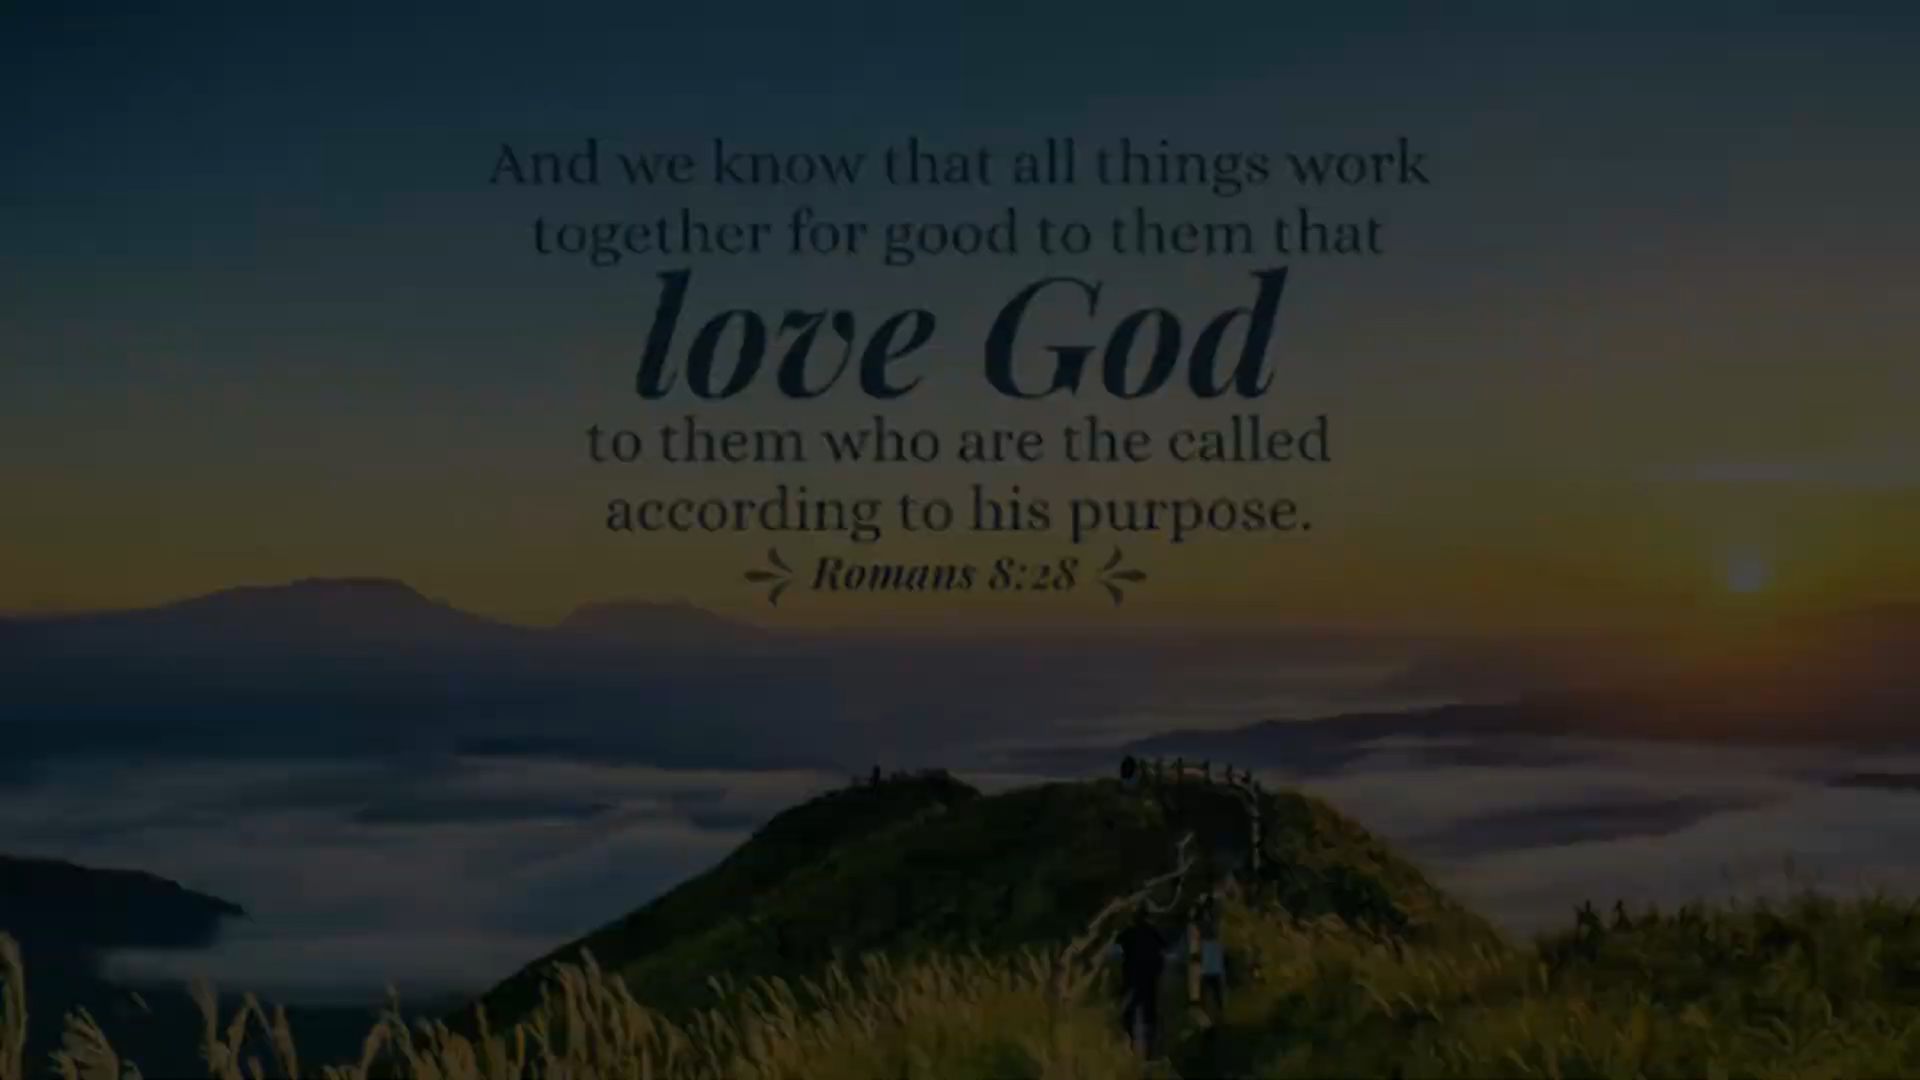 And we know that all things work
together for good to them that
love God
to them who are the called
according to his purpose.
Romans 8:28